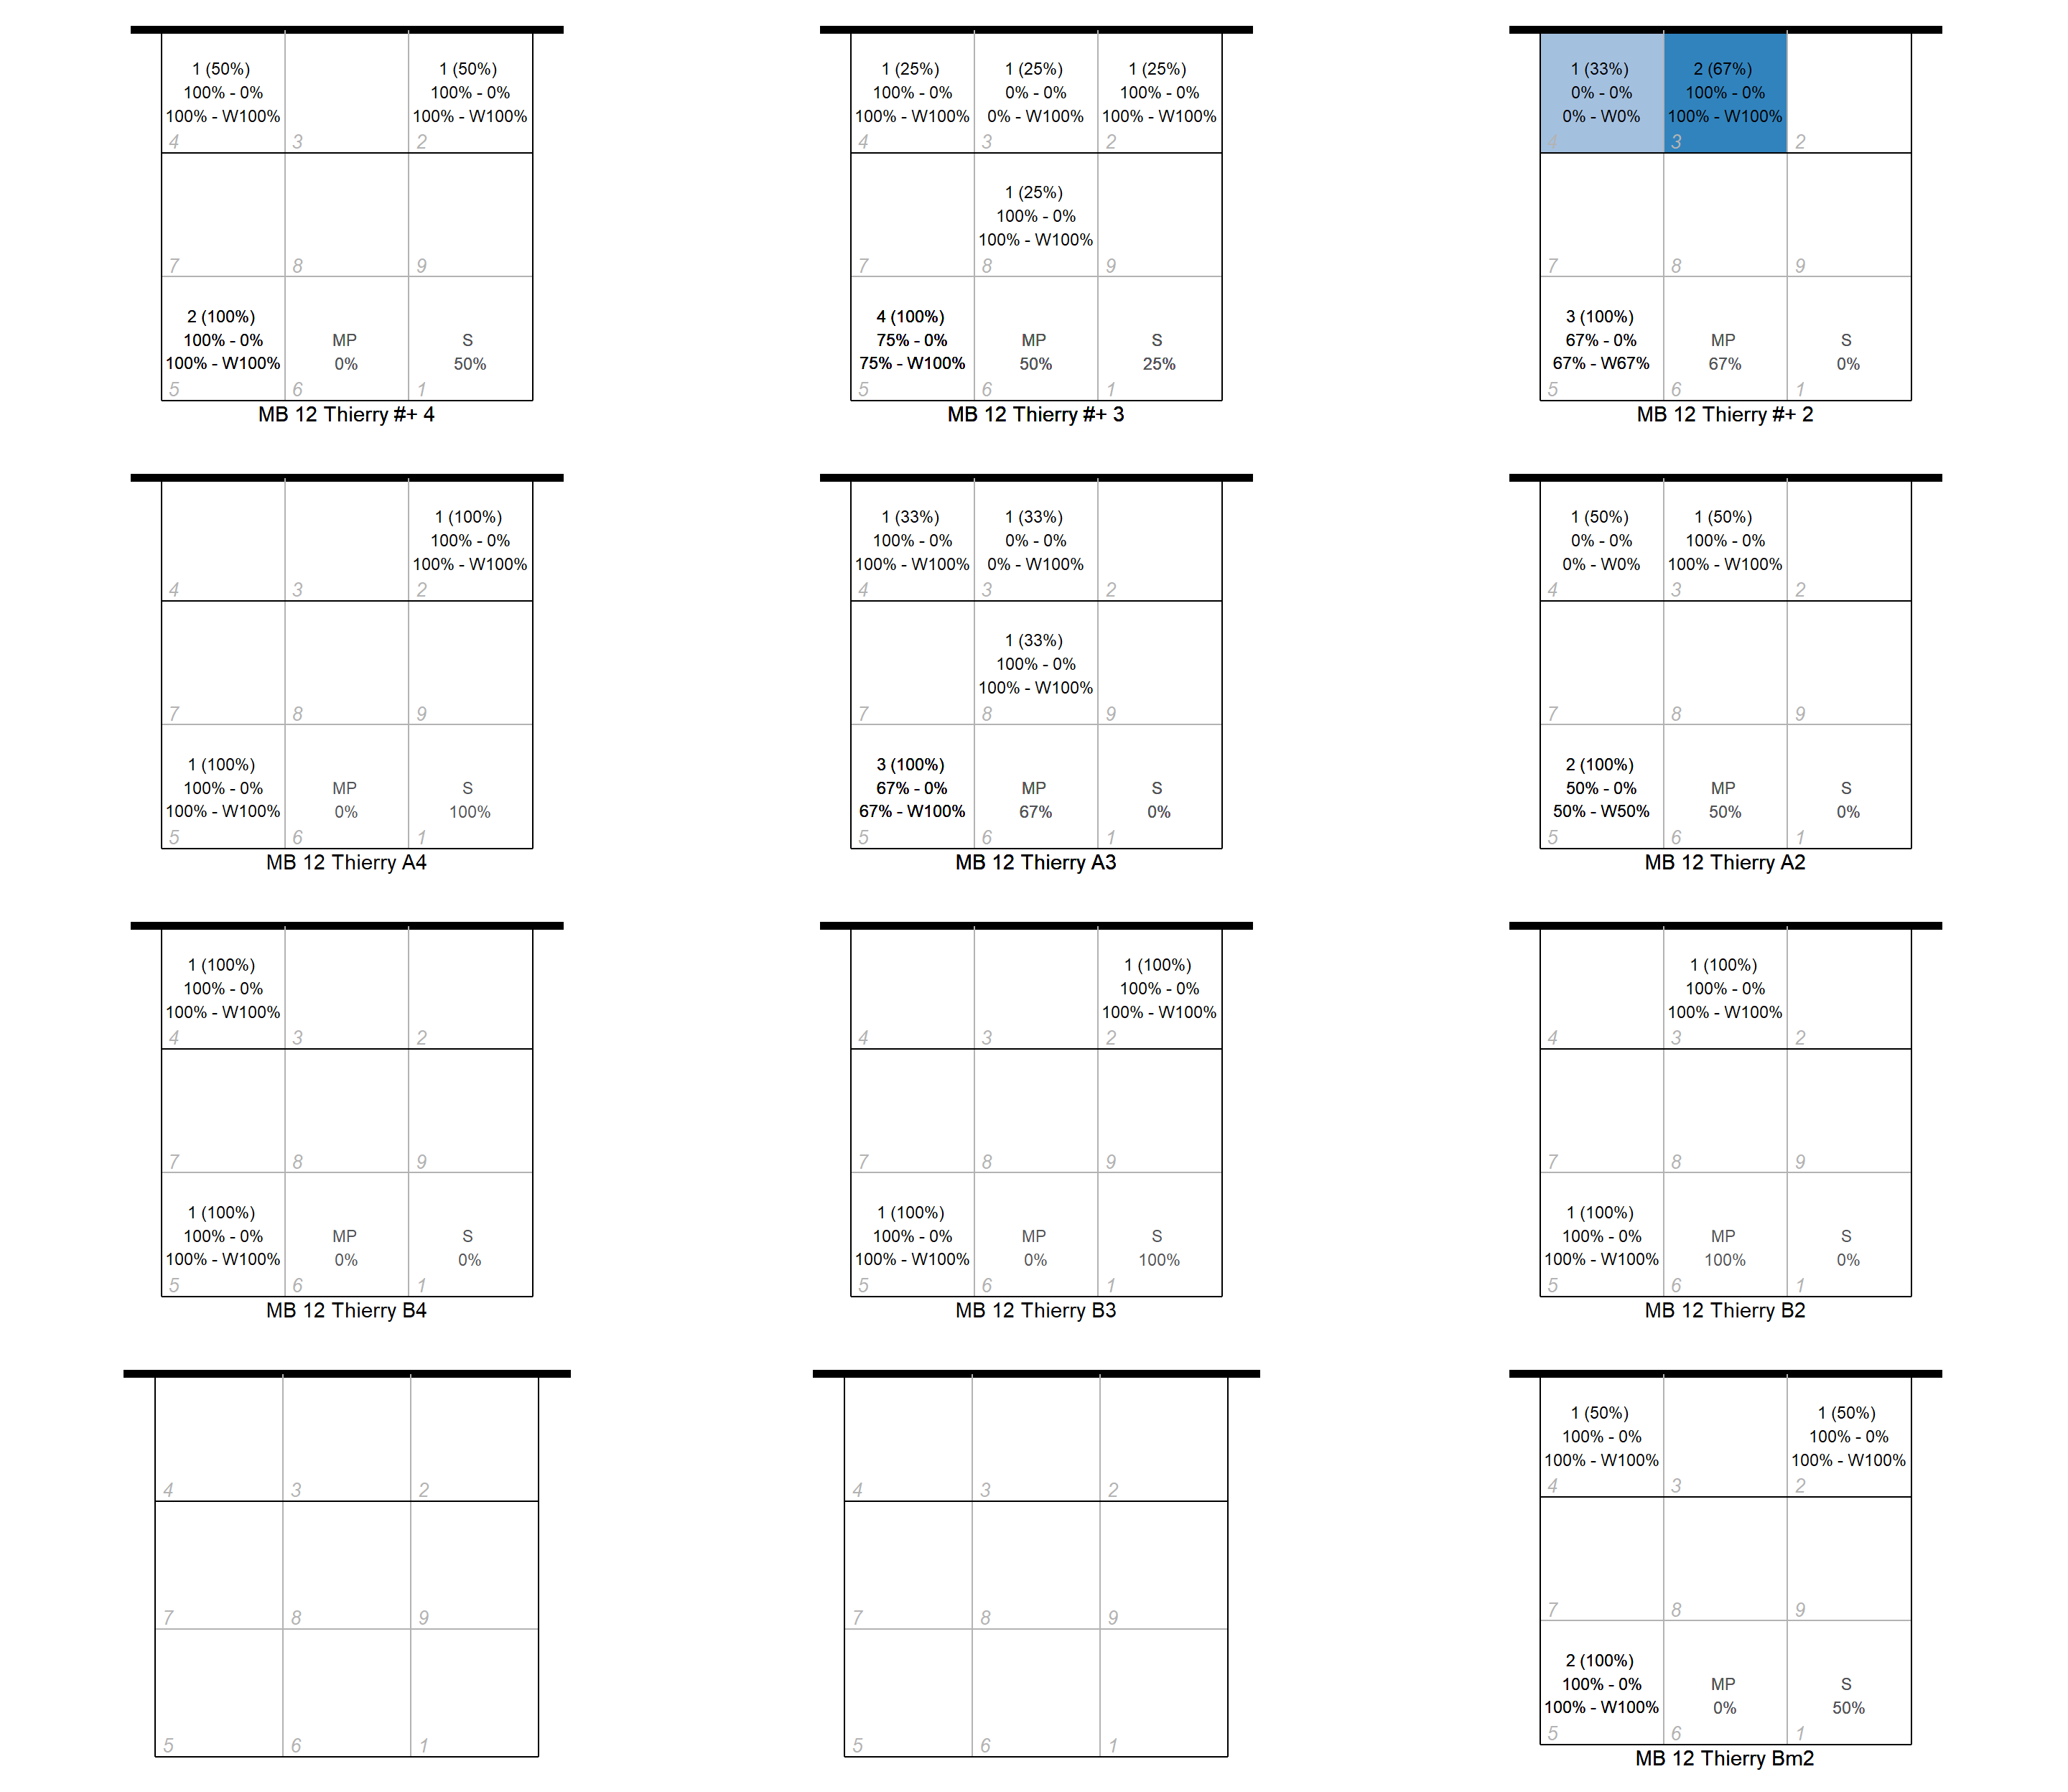 1 (50%) 1 (50%)
100% - 0% 100% - 0%
100% - W100% 100% - W100%
4 3 2
7 8 9
2 (100%)
100% - 0% MP S
100% - W100% 0% 50%
5 6 1
MB 12 Thierry #+ 4
1 (25%) 1 (25%) 1 (25%)
100% - 0% 0% - 0% 100% - 0%
100% - W100% 0% - W100% 100% - W100%
4 3 2
1 (25%)
100% - 0%
100% - W100%
7 8 9
4 (100%)
75% - 0% MP S
75% - W100% 50% 25%
5 6 1
MB 12 Thierry #+ 3
1 (33%) 2 (67%)
0% - 0% 100% - 0%
0% - W0% 100% - W100%
4 3 2
7 8 9
3 (100%)
67% - 0% MP S
67% - W67% 67% 0%
5 6 1
MB 12 Thierry #+ 2
1 (100%)
100% - 0%
100% - W100%
4 3 2
7 8 9
1 (100%)
100% - 0% MP S
100% - W100% 0% 100%
5 6 1
MB 12 Thierry A4
1 (33%) 1 (33%)
100% - 0% 0% - 0%
100% - W100% 0% - W100%
4 3 2
1 (33%)
100% - 0%
100% - W100%
7 8 9
3 (100%)
67% - 0% MP S
67% - W100% 67% 0%
5 6 1
MB 12 Thierry A3
1 (50%) 1 (50%)
0% - 0% 100% - 0%
0% - W0% 100% - W100%
4 3 2
7 8 9
2 (100%)
50% - 0% MP S
50% - W50% 50% 0%
5 6 1
MB 12 Thierry A2
1 (100%)
100% - 0%
100% - W100%
4 3 2
7 8 9
1 (100%)
100% - 0% MP S
100% - W100% 0% 0%
5 6 1
MB 12 Thierry B4
1 (100%)
100% - 0%
100% - W100%
4 3 2
7 8 9
1 (100%)
100% - 0% MP S
100% - W100% 0% 100%
5 6 1
MB 12 Thierry B3
1 (100%)
100% - 0%
100% - W100%
4 3 2
7 8 9
1 (100%)
100% - 0% MP S
100% - W100% 100% 0%
5 6 1
MB 12 Thierry B2
4 3 2
7 8 9
5 6 1
4 3 2
7 8 9
5 6 1
1 (50%) 1 (50%)
100% - 0% 100% - 0%
100% - W100% 100% - W100%
4 3 2
7 8 9
2 (100%)
100% - 0% MP S
100% - W100% 0% 50%
5 6 1
MB 12 Thierry Bm2